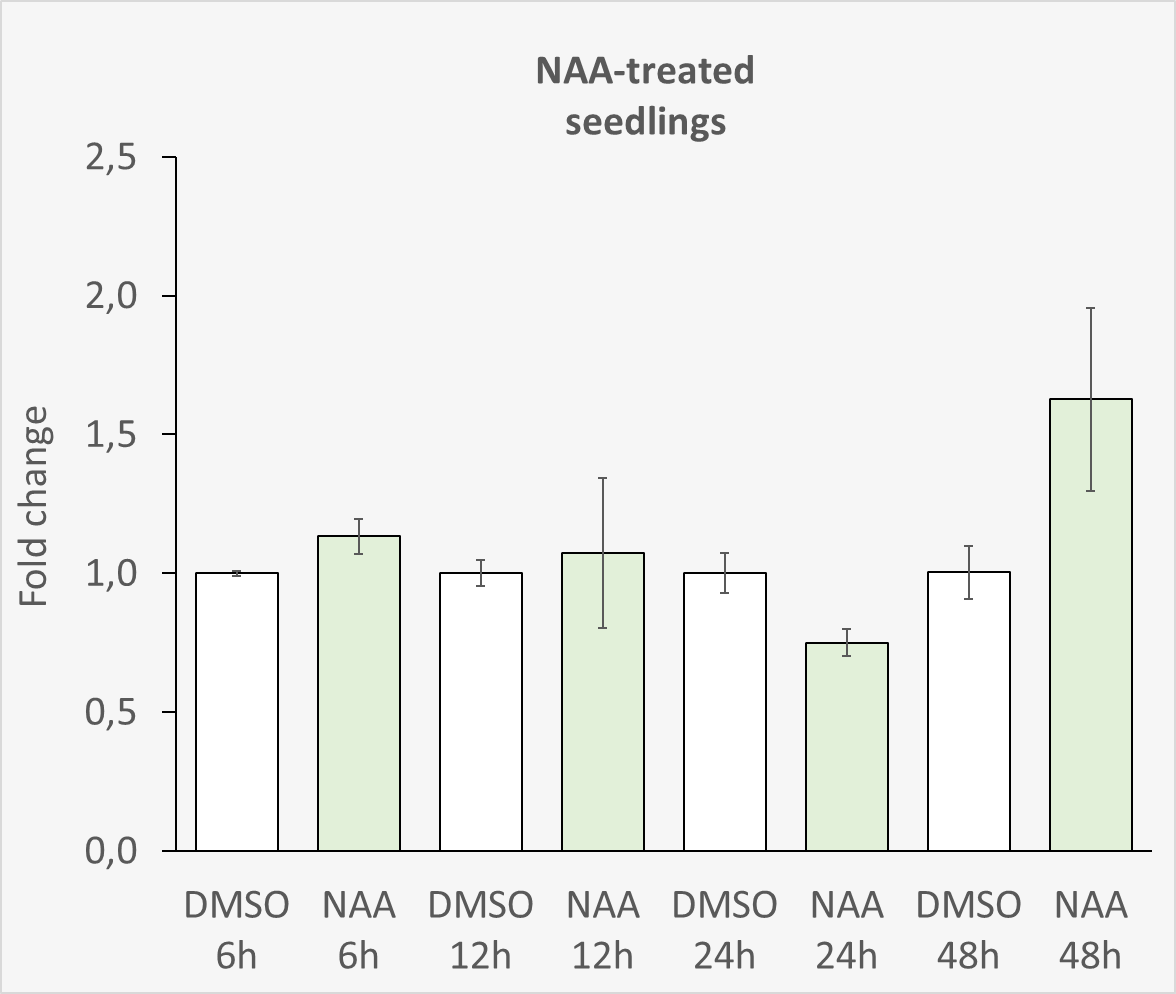 NAA-treated
seedlings
2,5
2,0
1,5
1,0
0,5
0,0
Fold change
DMSO NAA DMSO NAA DMSO NAA DMSO NAA
6h 6h 12h 12h 24h 24h 48h 48h